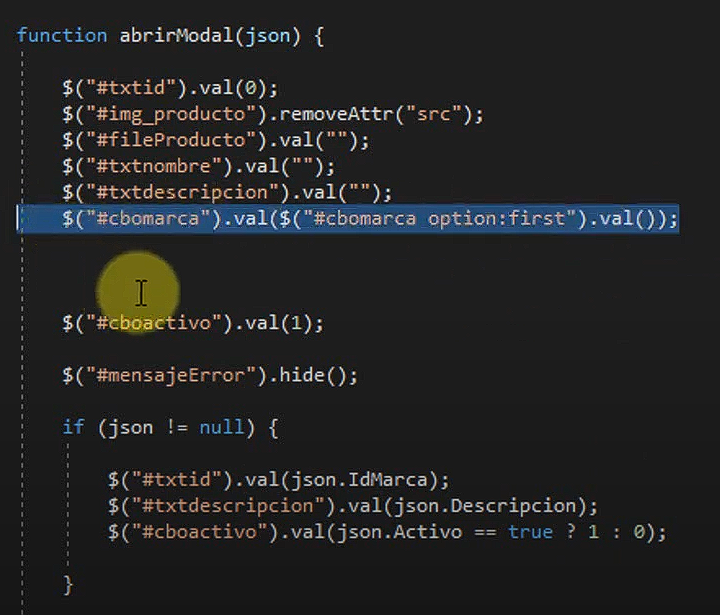 function abrirModal(json) {
$("#txtid").val(0);
$("#img_producto").removeAttr("src");
$("#fileProducto").val("");
$("#txtnombre").val("");
$("#txtdescripcion").val("");
$("#cbomarca").val($("#cbomarca option:first").val());
$("#cboactivo").val(1);
$("#mensajeError").hide();
if (json != null) {
$("#txtid").val(json.IdMarca);
$("#txtdescripcion").val(json.Descripcion);
$("#cboactivo").val(json.Activo == true ? 1 : 0);
}